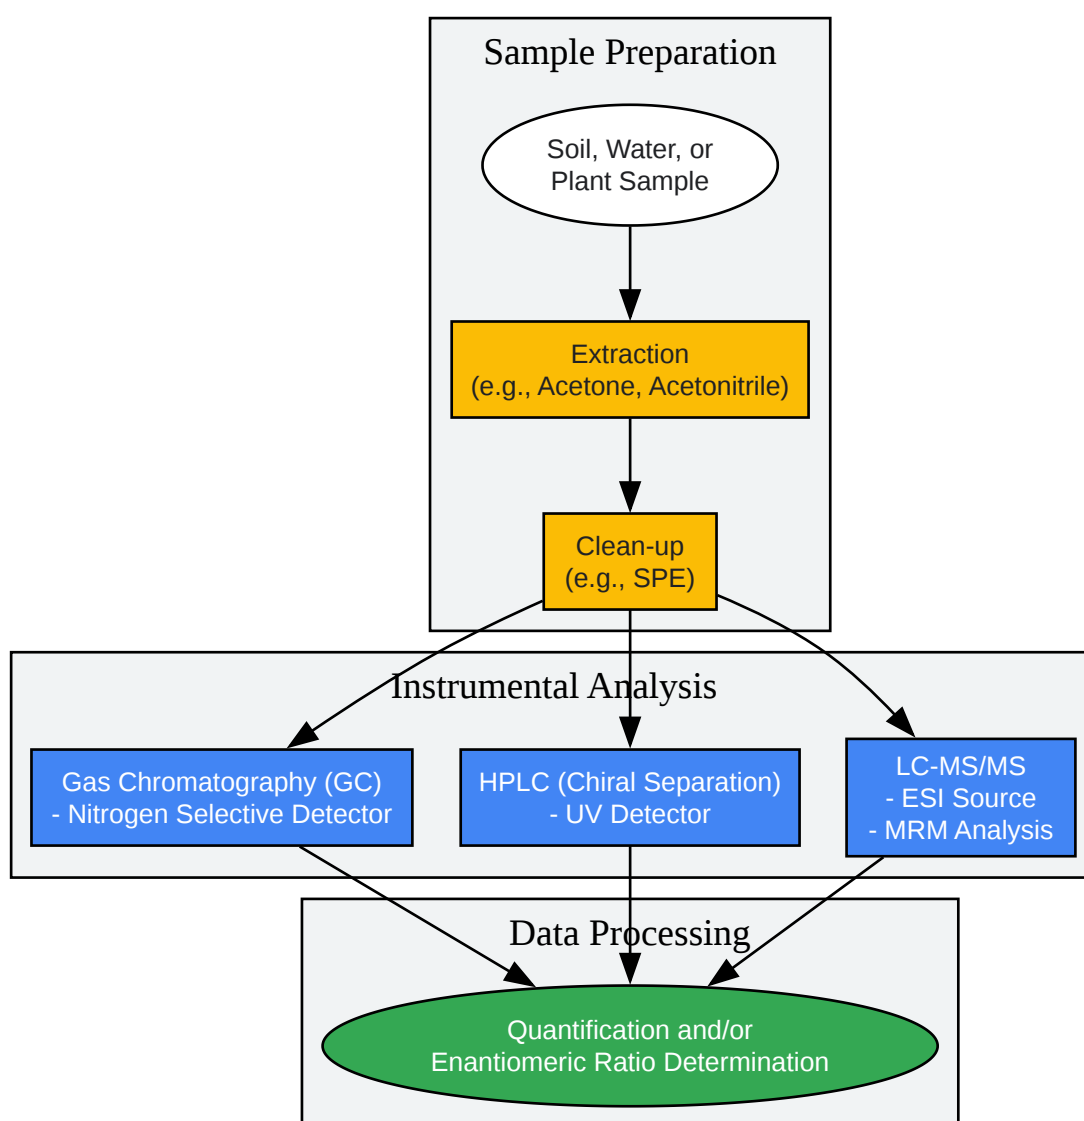 Sample Preparation
Soil, Water, or
Plant Sample
Extraction
(e.g., Acetone, Acetonitrile)
Clean-up
(e.g., SPE)
Instrumental Analysis
Gas Chromatography (GC)
- Nitrogen Selective Detector
HPLC (Chiral Separation)
- UV Detector
LC-MS/MS
- ESI Source
- MRM Analysis
Data Processing
Quantification and/or
Enantiomeric Ratio Determination